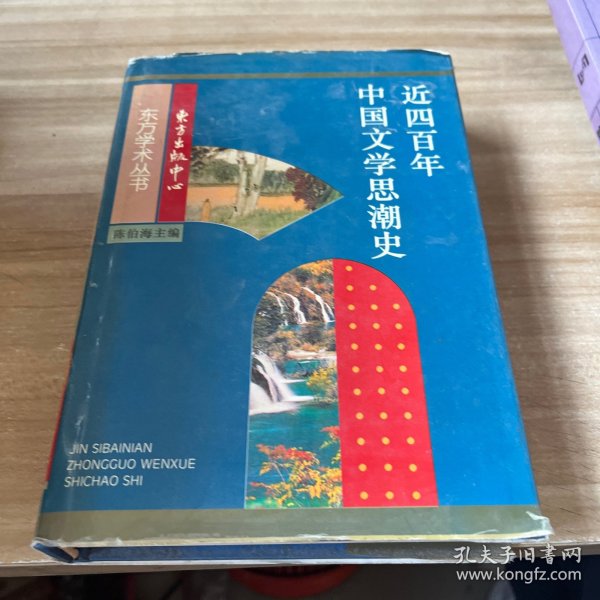 近四百年
中国文学思潮史
東方出版中心
东方学术丛书
陈伯海主编
JIN SIBAINIAN
ZHONGGUO WENXUE
SHICHAO SHI
孔夫子旧书网
www.kongfz.com